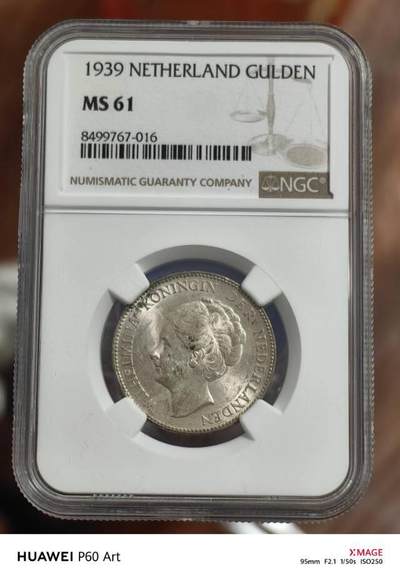 1939 NETHERLAND GULDEN
MS 61
8499767-016
NUMISMATIC GUARANTY COMPANY
NGC
KONINGIN DER NEDERLANDEN
HUAWEI P60 Art
XMAGE
95mm F2.1 1/50s ISO250